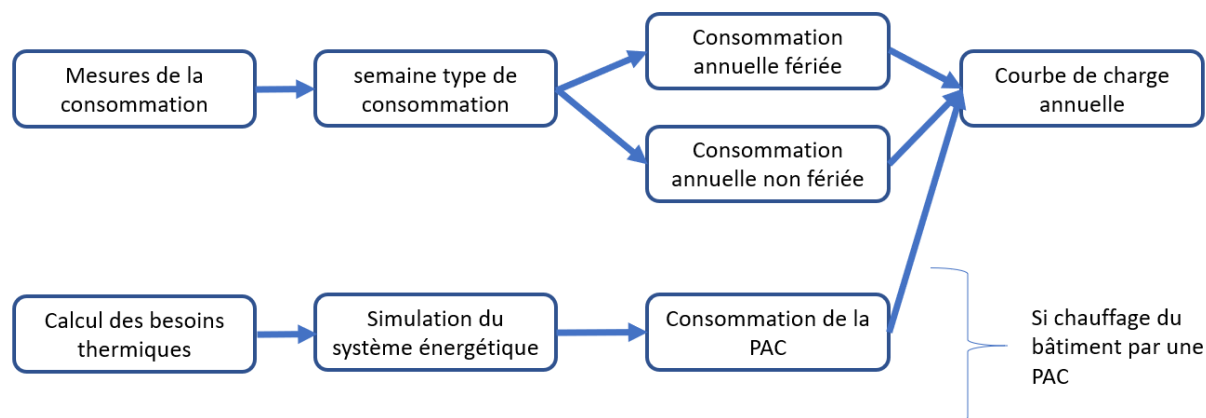 Mesures de la
consommation
semaine type de
consommation
Consommation
annuelle fériée
Consommation
annuelle non fériée
Courbe de charge
annuelle
Calcul des besoins
thermiques
Simulation du
système énergétique
Consommation de la
PAC
Si chauffage du
bâtiment par une
PAC